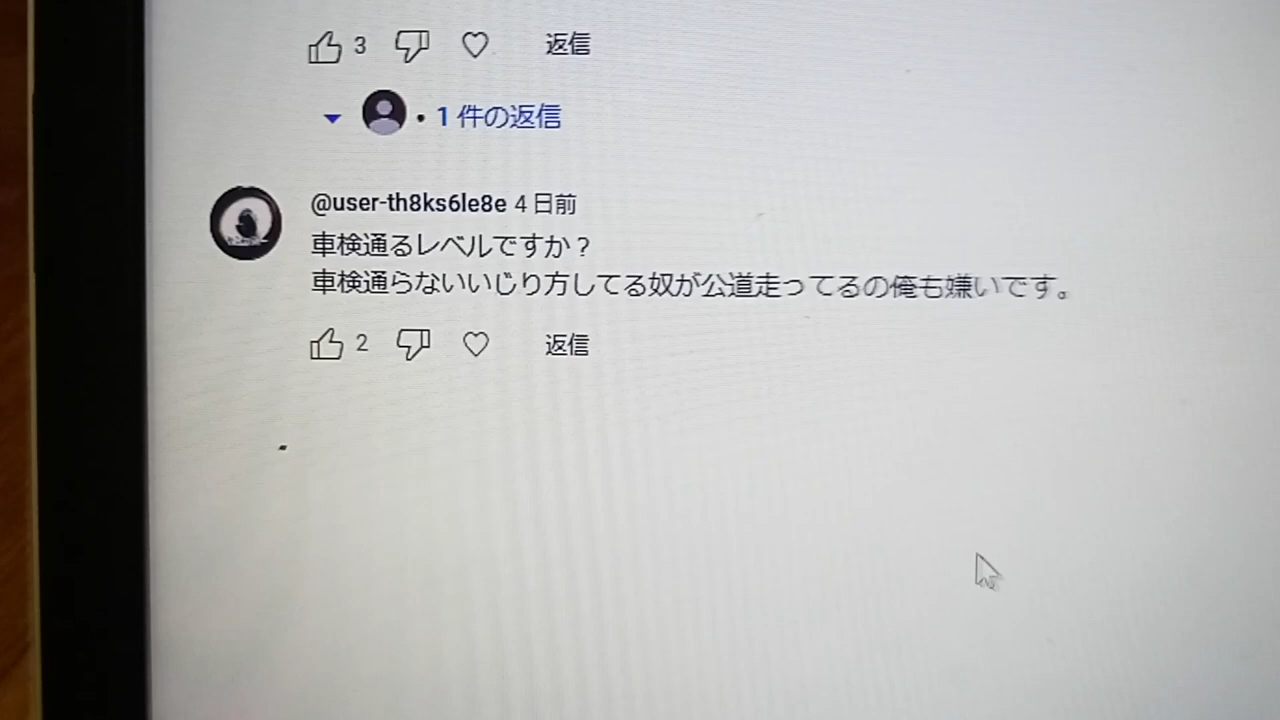 3 返信
• 1 件の返信
@user-th8ks6le8e 4 日前
車検通るレベルですか？
車検通らないいじり方してる奴が公道走ってるの俺も嫌いです。
2 返信